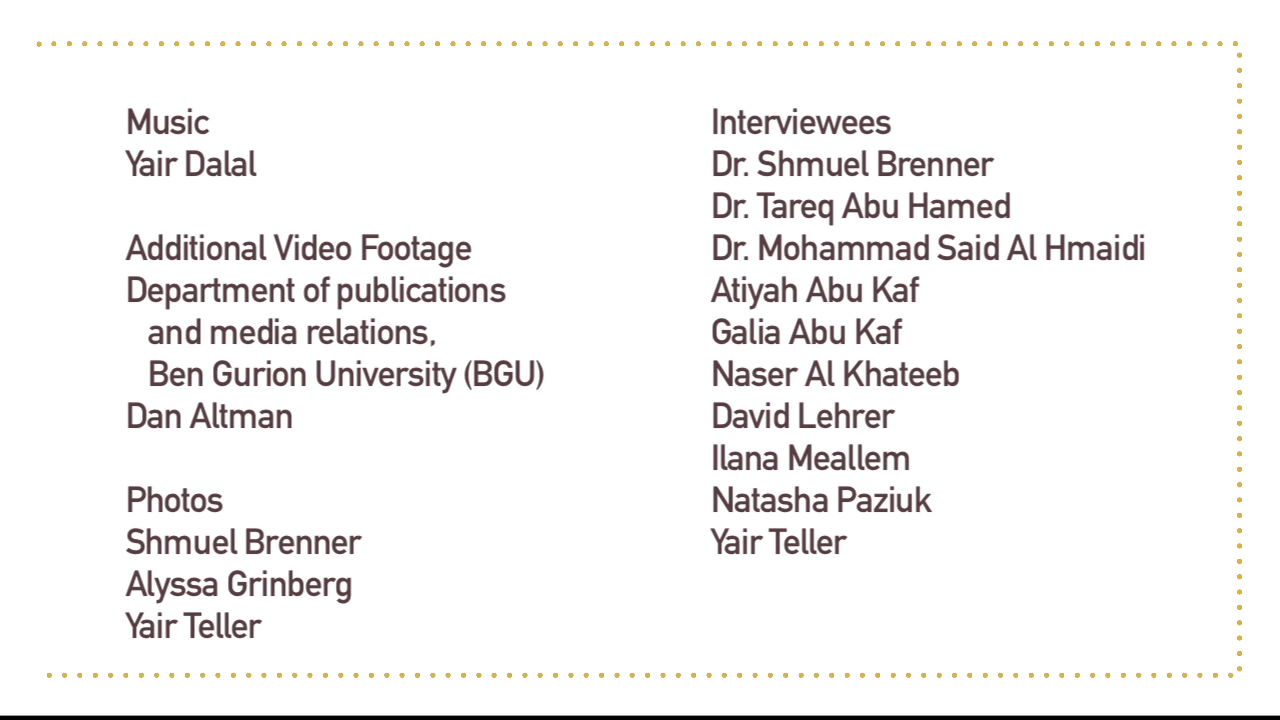 Music
Yair Dalal
Additional Video Footage
Department of publications
and media relations,
Ben Gurion University (BGU)
Dan Altman
Photos
Shmuel Brenner
Alyssa Grinberg
Yair Teller
Interviewees
Dr. Shmuel Brenner
Dr. Tareq Abu Hamed
Dr. Mohammad Said Al Hmaidi
Atiyah Abu Kaf
Galia Abu Kaf
Naser Al Khateeb
David Lehrer
Ilana Meallem
Natasha Paziuk
Yair Teller